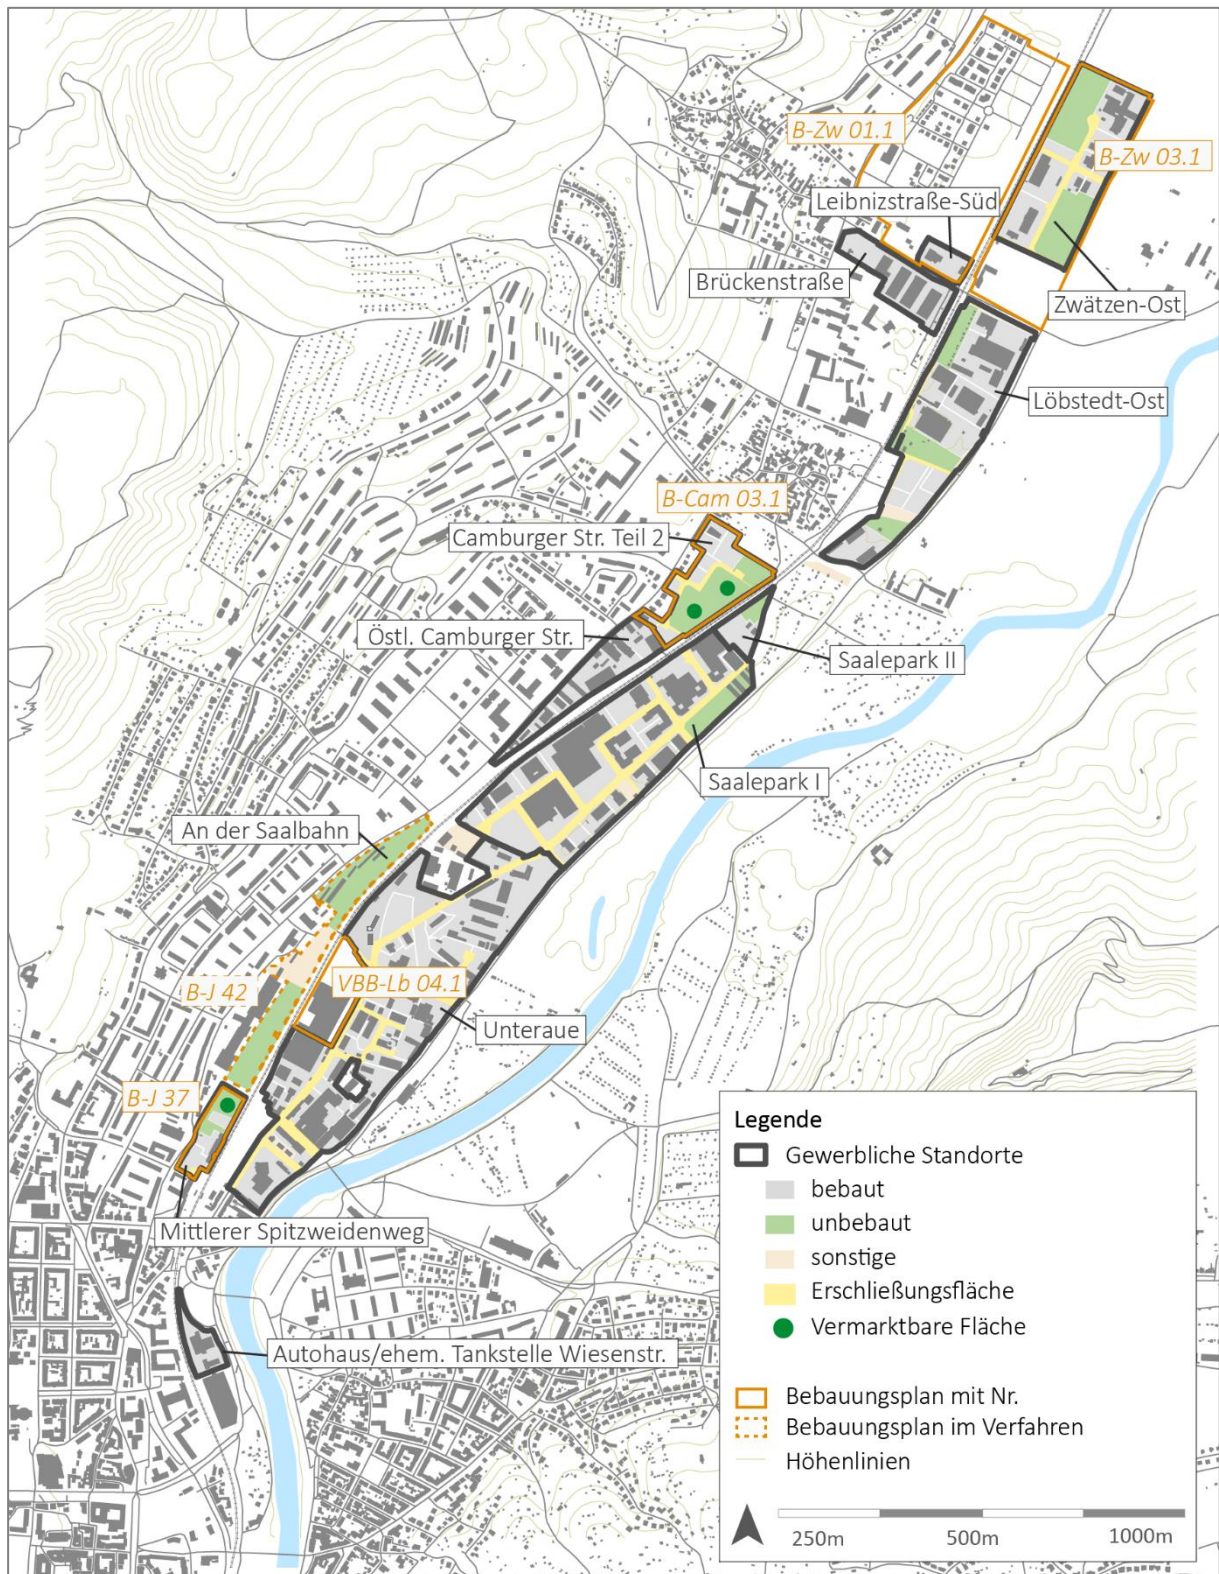 B-Zw 01.1
B-Zw 03.1
Leibnizstraße-Süd
Brückenstraße
Zwätzen-Ost
Löbstedt-Ost
B-Cam 03.1
Camburger Str. Teil 2
Östl. Camburger Str.
Saalepark II
Saalepark I
An der Saalbahn
B-J 42
VBB-Lb 04.1
Unteraue
B-J 37
Mittlerer Spitzweidenweg
Autohaus/ehem. Tankstelle Wiesenstr.
Legende
Gewerbliche Standorte
bebaut
unbebaut
sonstige
Erschließungsfläche
Vermarktbare Fläche
Bebauungsplan mit Nr.
Bebauungsplan im Verfahren
Höhenlinien
250m 500m 1000m